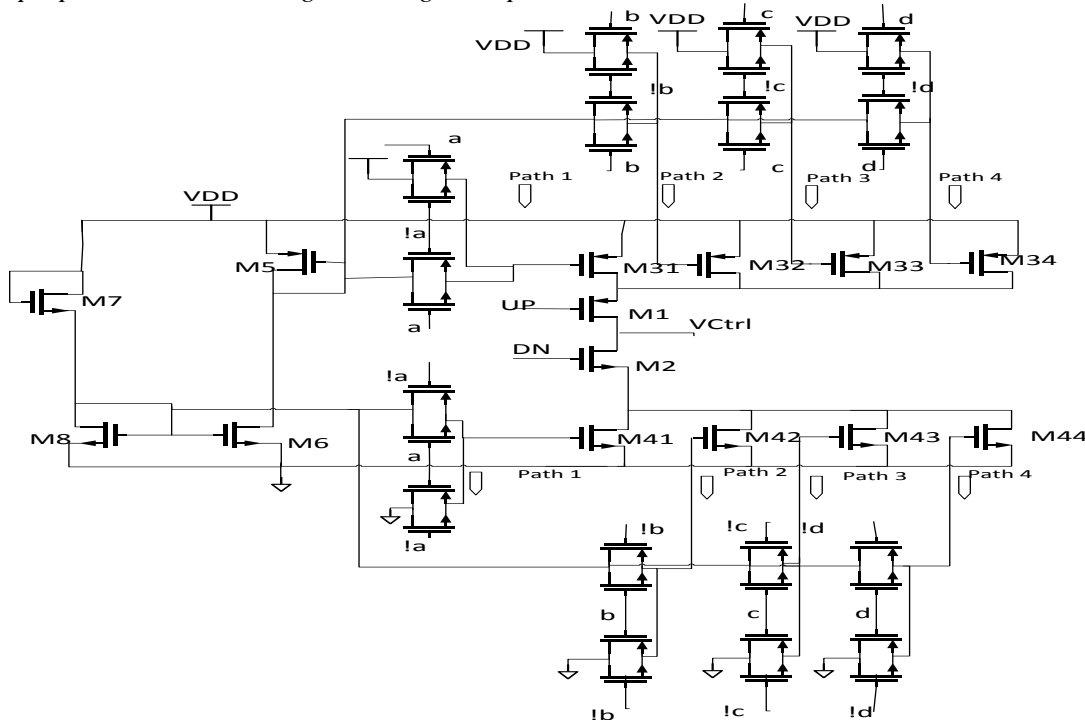 b
c
d
VDD
VDD
VDD
!b
!c
!d
a
b
c
d
Path 1
Path 2
Path 3
Path 4
VDD
!a
M5
M31
M32
M33
M34
M7
UP
M1
VCtrl
a
DN
M2
!a
M8
M6
M41
M42
M43
M44
a
Path 1
Path 2
Path 3
Path 4
!a
!b
!c
!d
b
c
d
!b
!c
!d